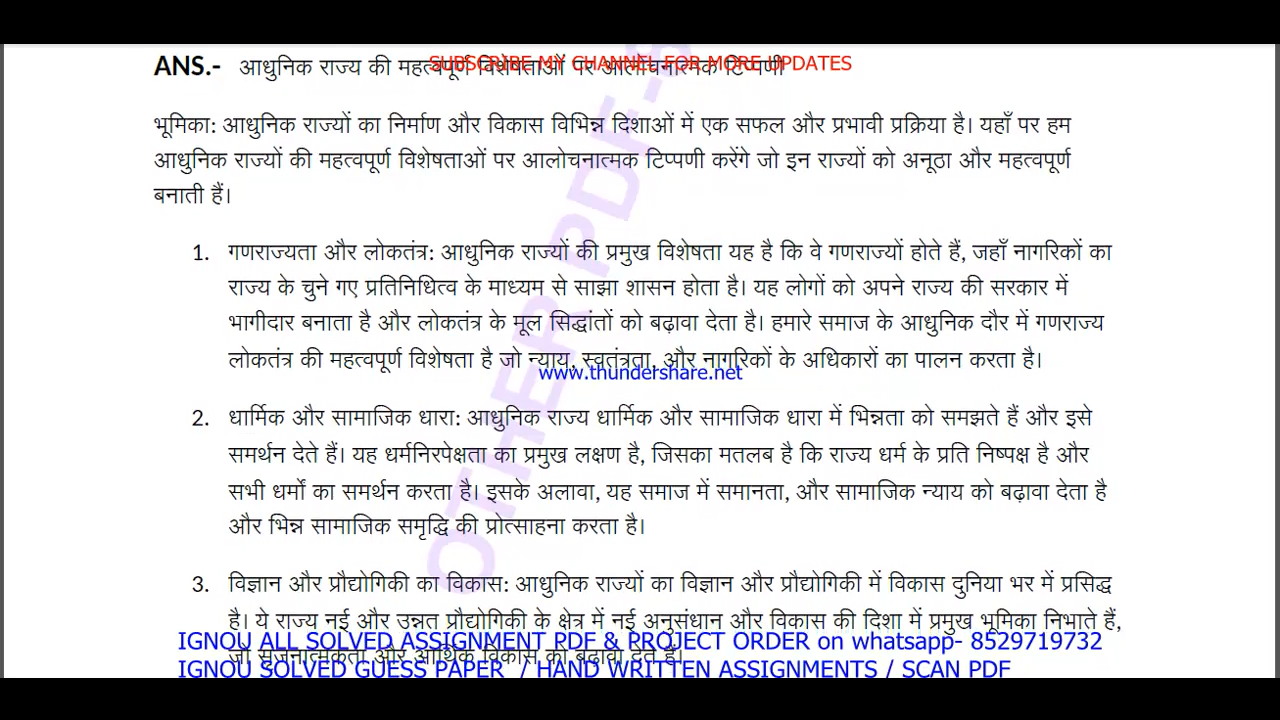 ANS.- आधुनिक राज्य की महत्वपूर्ण विशेषताओं पर आलोचनात्मक टिप्पणी
SUBSCRIBE MY CHANNEL FOR MORE UPDATES
भूमिका: आधुनिक राज्यों का निर्माण और विकास विभिन्न दिशाओं में एक सफल और प्रभावी प्रक्रिया है। यहाँ पर हम
आधुनिक राज्यों की महत्वपूर्ण विशेषताओं पर आलोचनात्मक टिप्पणी करेंगे जो इन राज्यों को अनूठा और महत्वपूर्ण
बनाती हैं।
1. गणराज्यता और लोकतंत्र: आधुनिक राज्यों की प्रमुख विशेषता यह है कि वे गणराज्यों होते हैं, जहाँ नागरिकों का
राज्य के चुने गए प्रतिनिधित्व के माध्यम से साझा शासन होता है। यह लोगों को अपने राज्य की सरकार में
भागीदार बनाता है और लोकतंत्र के मूल सिद्धांतों को बढ़ावा देता है। हमारे समाज के आधुनिक दौर में गणराज्य
लोकतंत्र की महत्वपूर्ण विशेषता है जो न्याय, स्वतंत्रता, और नागरिकों के अधिकारों का पालन करता है।
www.thundershare.net
2. धार्मिक और सामाजिक धारा: आधुनिक राज्य धार्मिक और सामाजिक धारा में भिन्नता को समझते हैं और इसे
समर्थन देते हैं। यह धर्मनिरपेक्षता का प्रमुख लक्षण है, जिसका मतलब है कि राज्य धर्म के प्रति निष्पक्ष है और
सभी धर्मों का समर्थन करता है। इसके अलावा, यह समाज में समानता, और सामाजिक न्याय को बढ़ावा देता है
और भिन्न सामाजिक समृद्धि की प्रोत्साहना करता है।
3. विज्ञान और प्रौद्योगिकी का विकास: आधुनिक राज्यों का विज्ञान और प्रौद्योगिकी में विकास दुनिया भर में प्रसिद्ध
है। ये राज्य नई और उन्नत प्रौद्योगिकी के क्षेत्र में नई अनुसंधान और विकास की दिशा में प्रमुख भूमिका निभाते हैं,
जो सृजनात्मकता और आर्थिक विकास को बढ़ावा देते हैं।
IGNOU ALL SOLVED ASSIGNMENT PDF & PROJECT ORDER on whatsapp- 8529719732
IGNOU SOLVED GUESS PAPER / HAND WRITTEN ASSIGNMENTS / SCAN PDF
OTHER PDF-